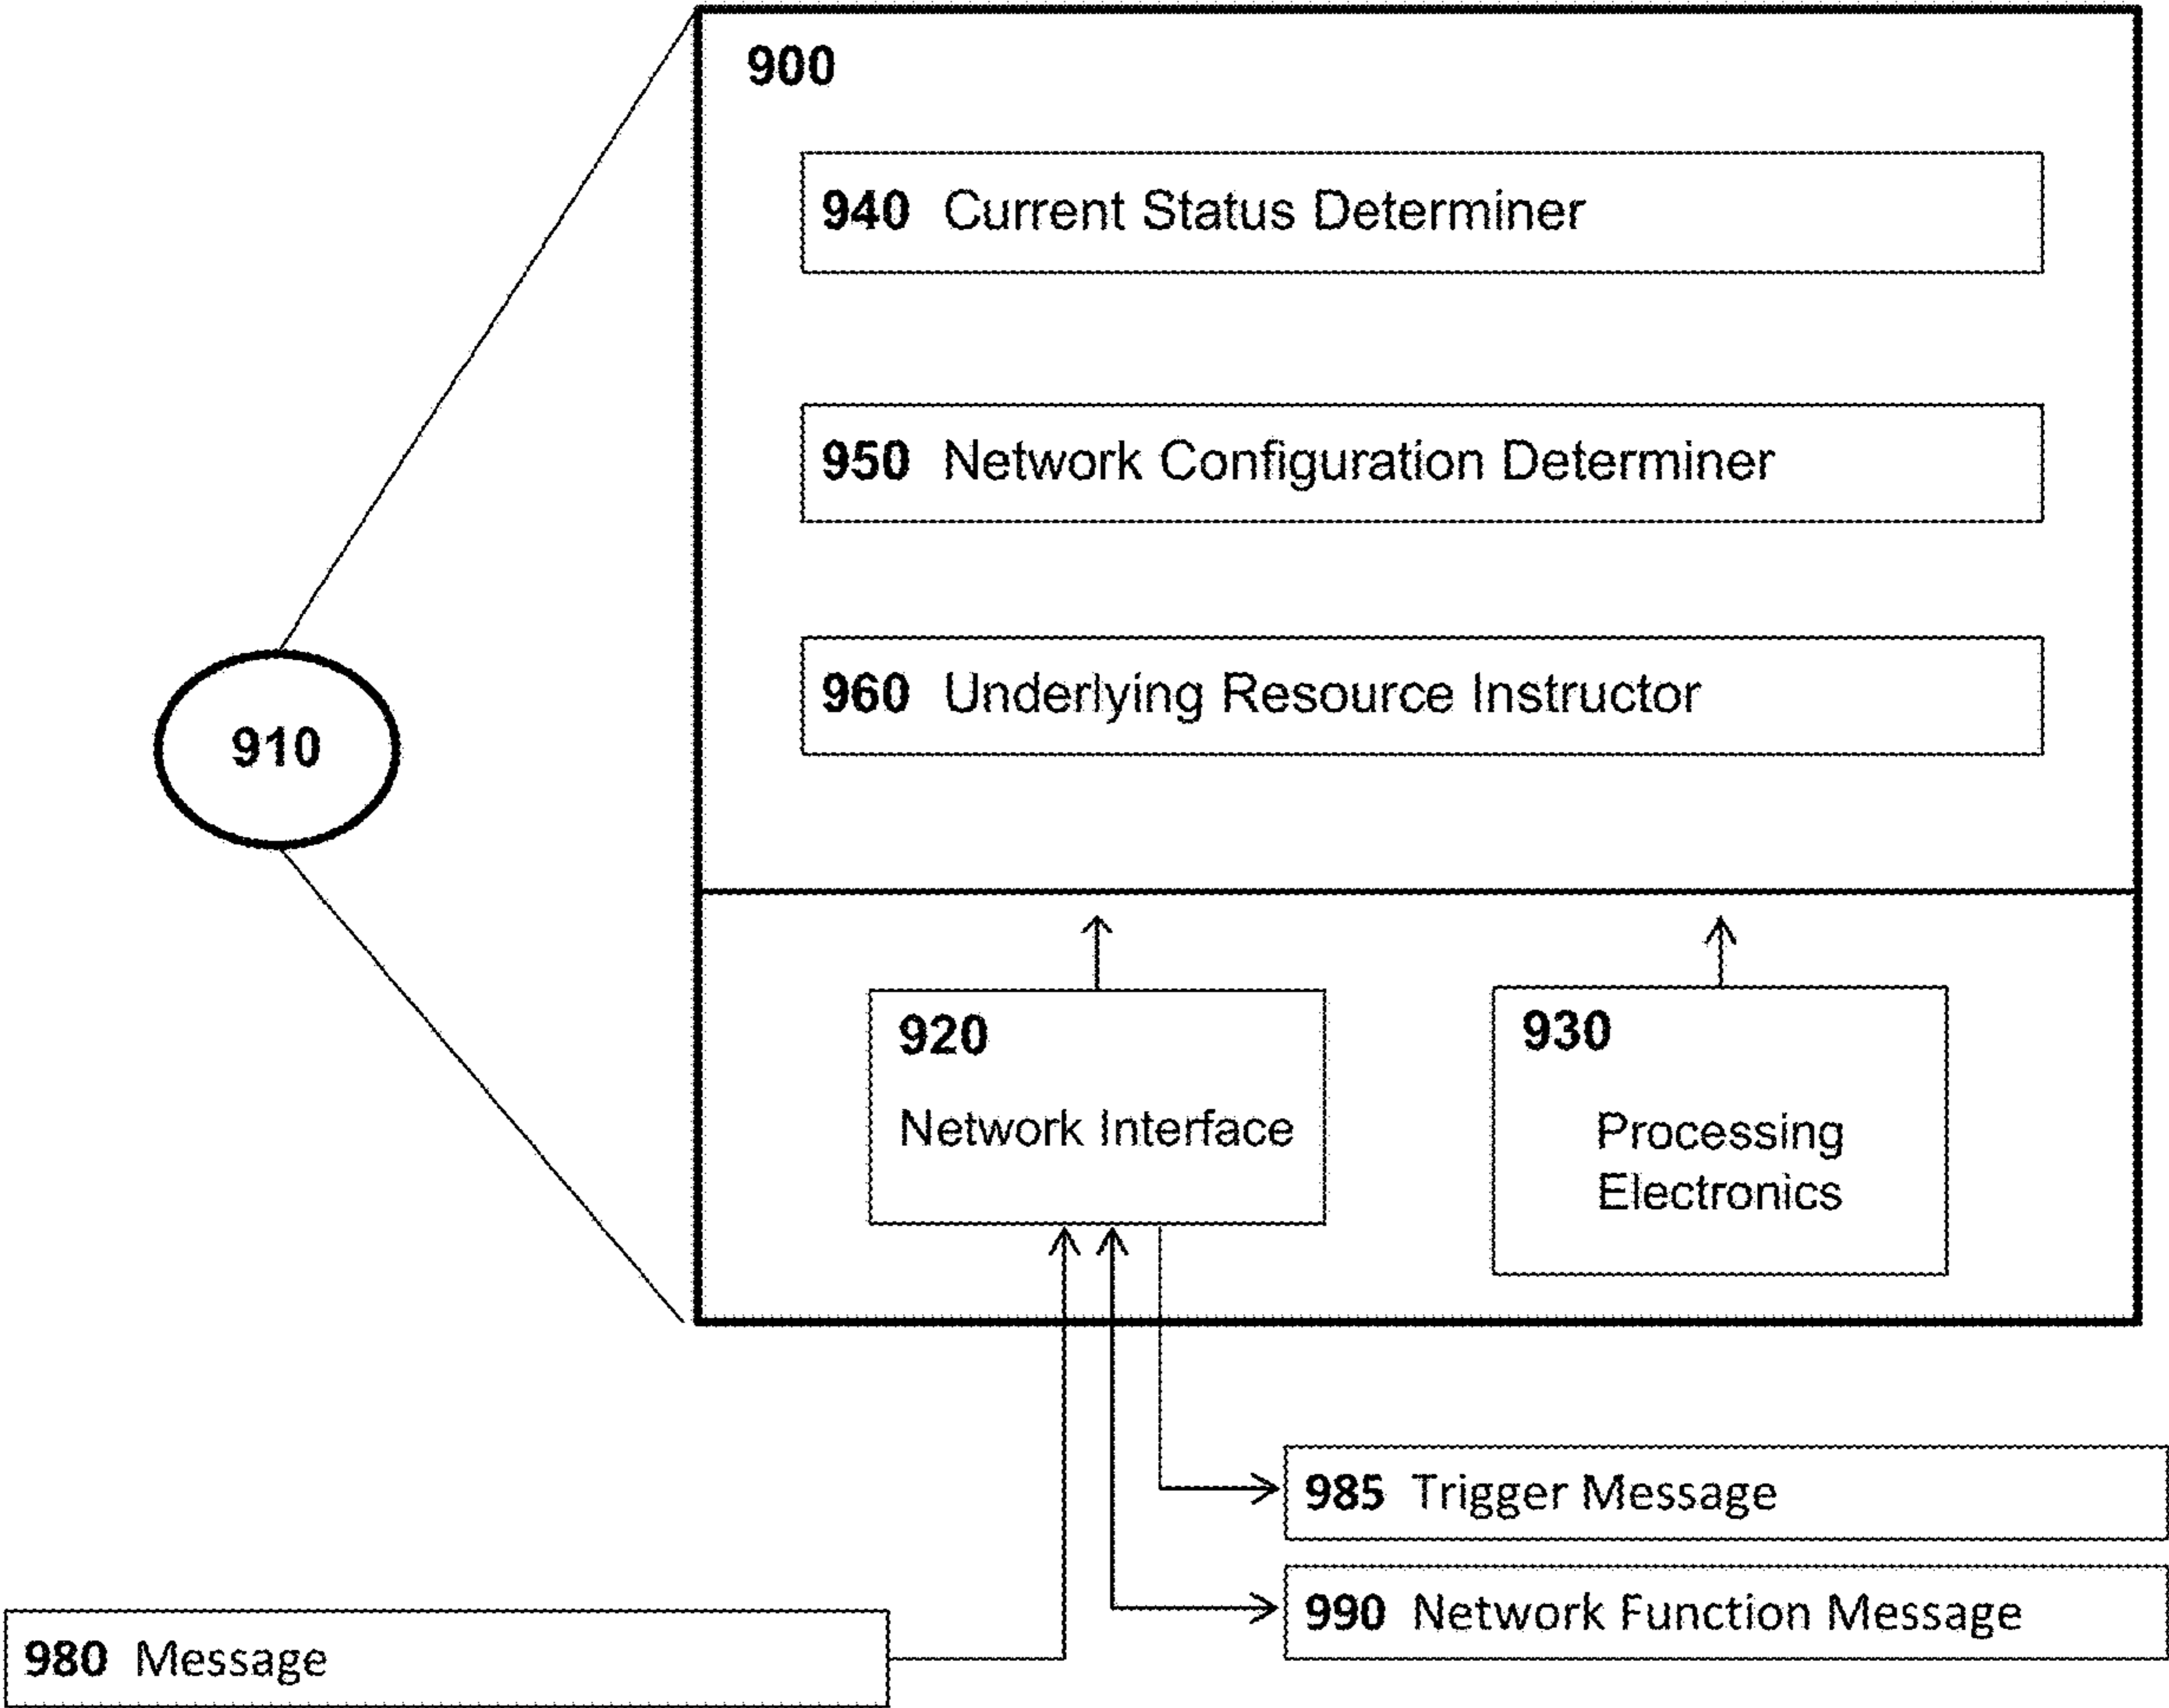 900
940 Current Status Determiner
950 Network Configuration Determiner
960 Underlying Resource Instructor
910
920
Network Interface
930
Processing
Electronics
985 Trigger Message
990 Network Function Message
980 Message